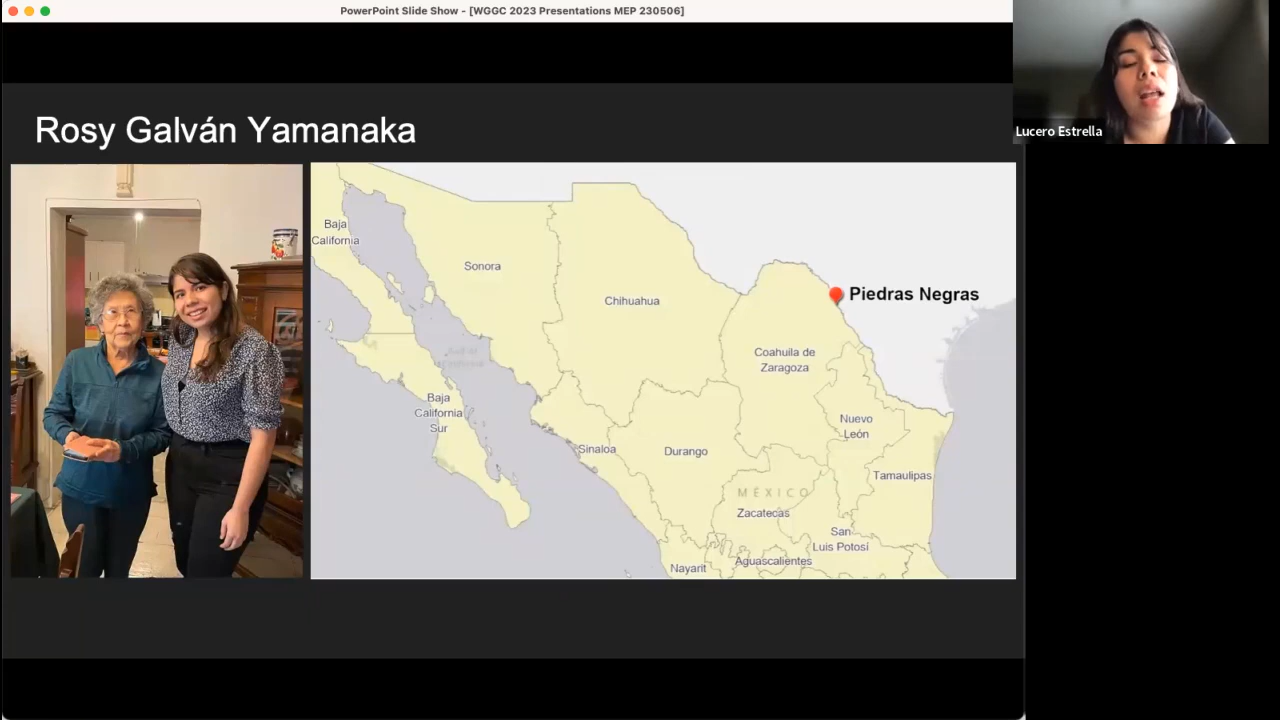 PowerPoint Slide Show - [WGGC 2023 Presentations MEP 230506]
Lucero Estrella
Rosy Galván Yamanaka
Baja
California
Sonora
Chihuahua
Piedras Negras
Coahuila de
Zaragoza
Baja
California
Sur
Nuevo
León
Sinaloa
Durango
Tamaulipas
MÉXICO
Zacatecas
San
Luis Potosí
Aguascalientes
Nayarit